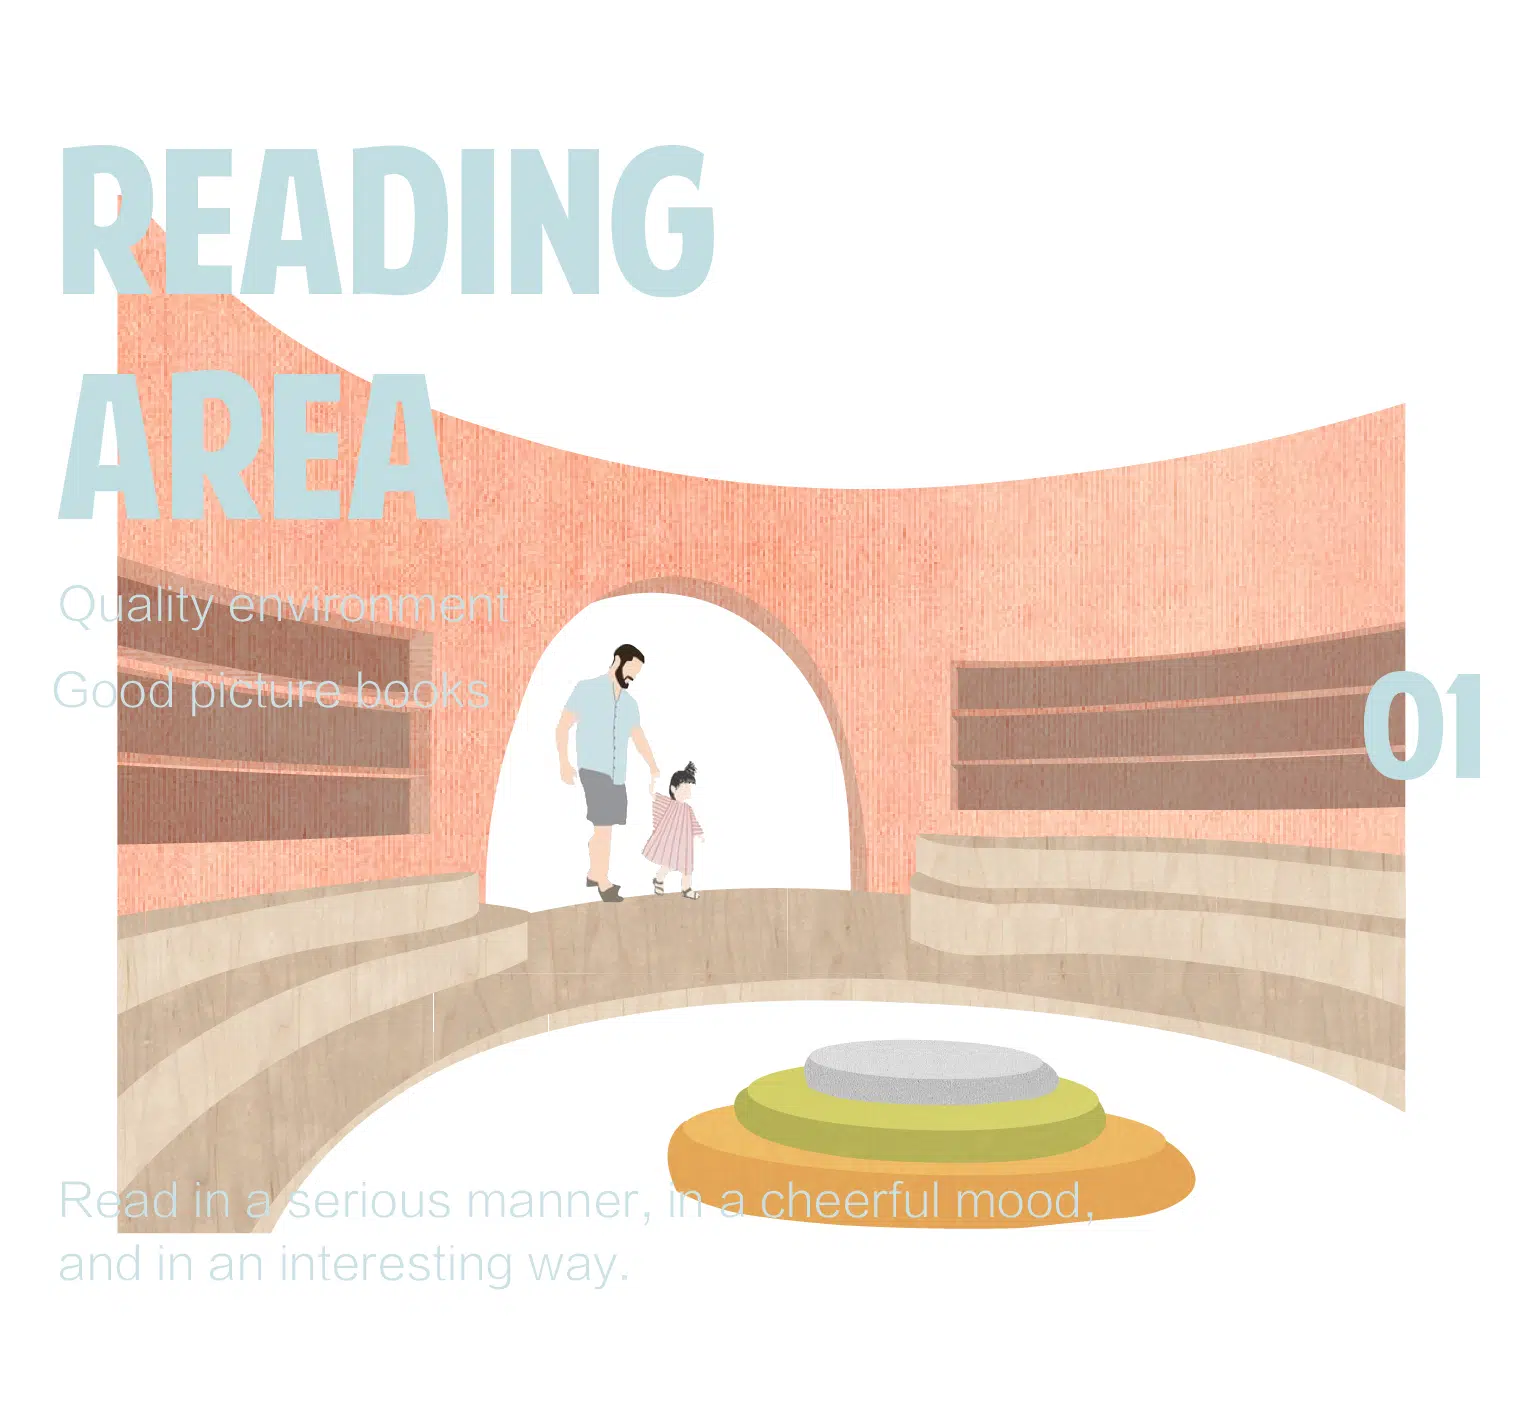 READING
AREA
Quality environment
Good picture books
01
Read in a serious manner, in a cheerful mood,
and in an interesting way.